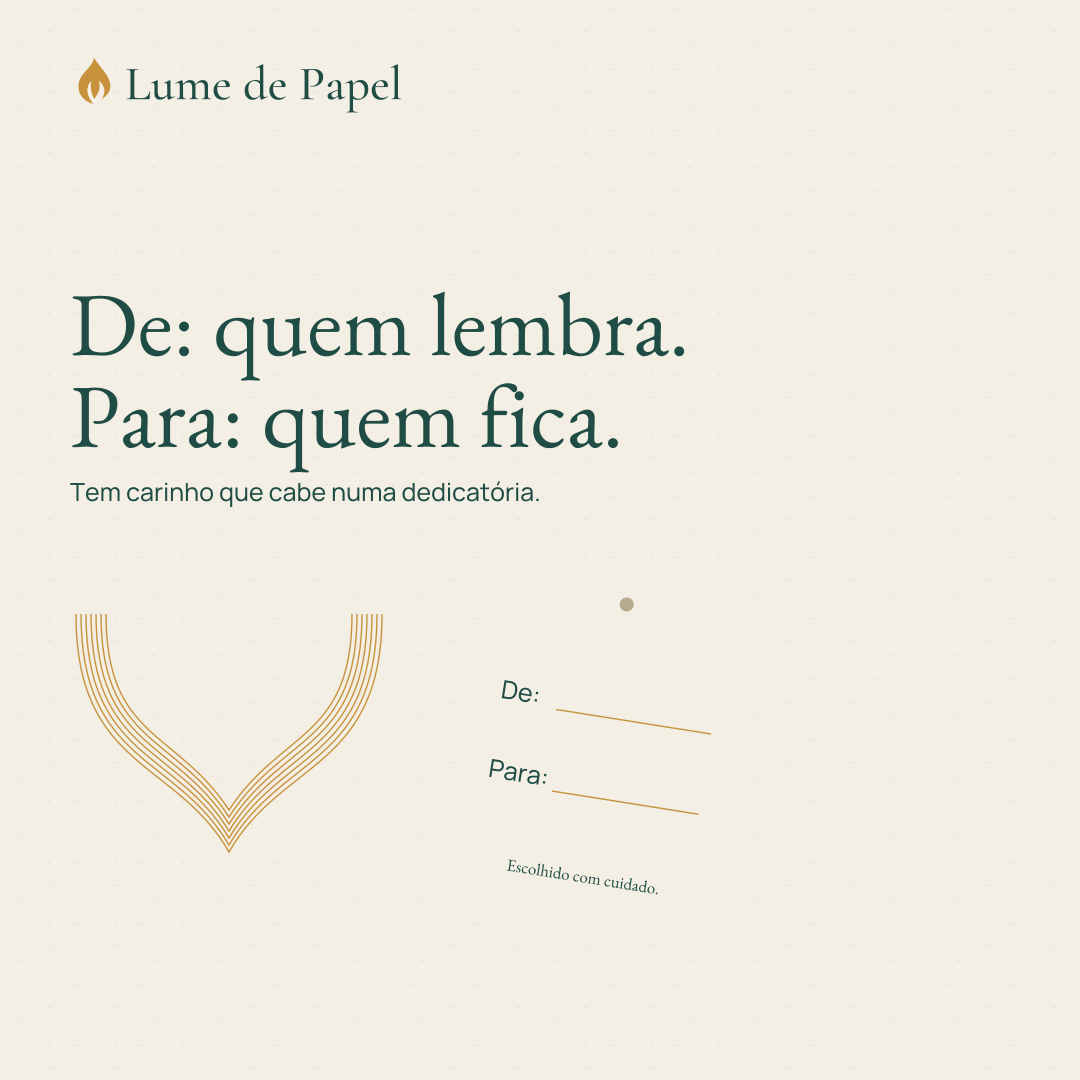 Lume de Papel
De: quem lembra.
Para: quem fica.
Tem carinho que cabe numa dedicatória.
De:
Para:
Escolhido com cuidado.